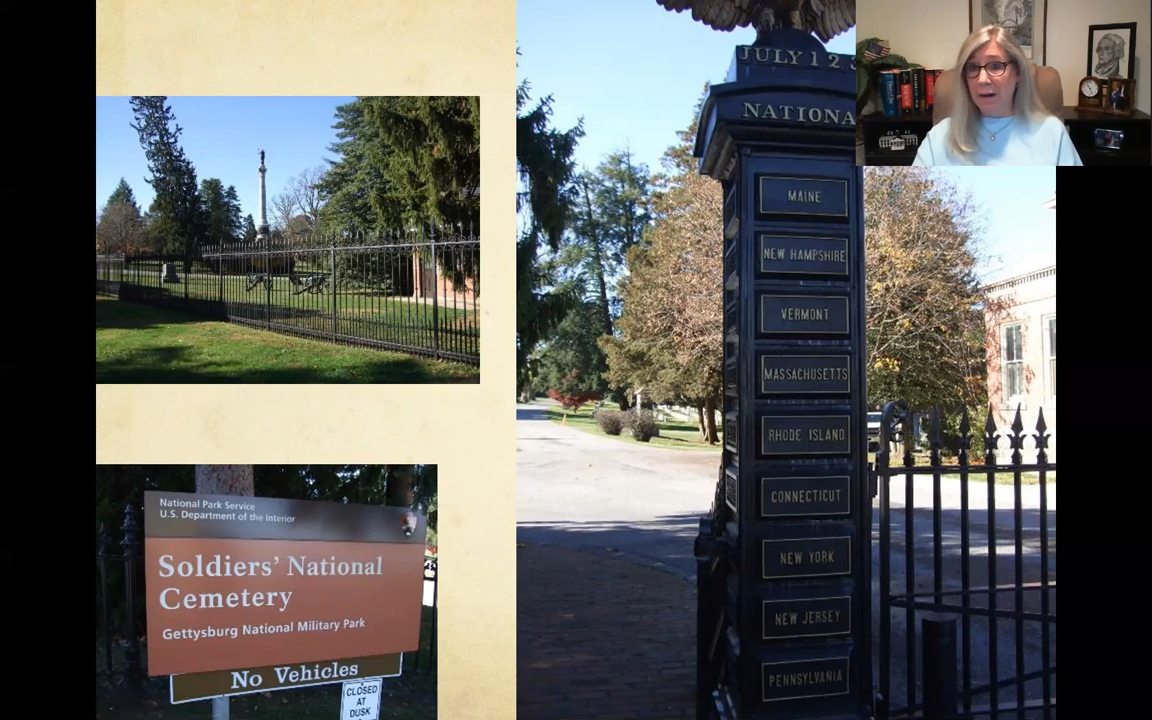 National Park Service
U.S. Department of the Interior
Soldiers' National
Cemetery
Gettysburg National Military Park
No Vehicles
CLOSED
AT
DUSK
JULY 1 2 3
NATIONA
MAINE
NEW HAMPSHIRE
VERMONT
MASSACHUSETTS
RHODE ISLAND
CONNECTICUT
NEW YORK
NEW JERSEY
PENNSYLVANIA